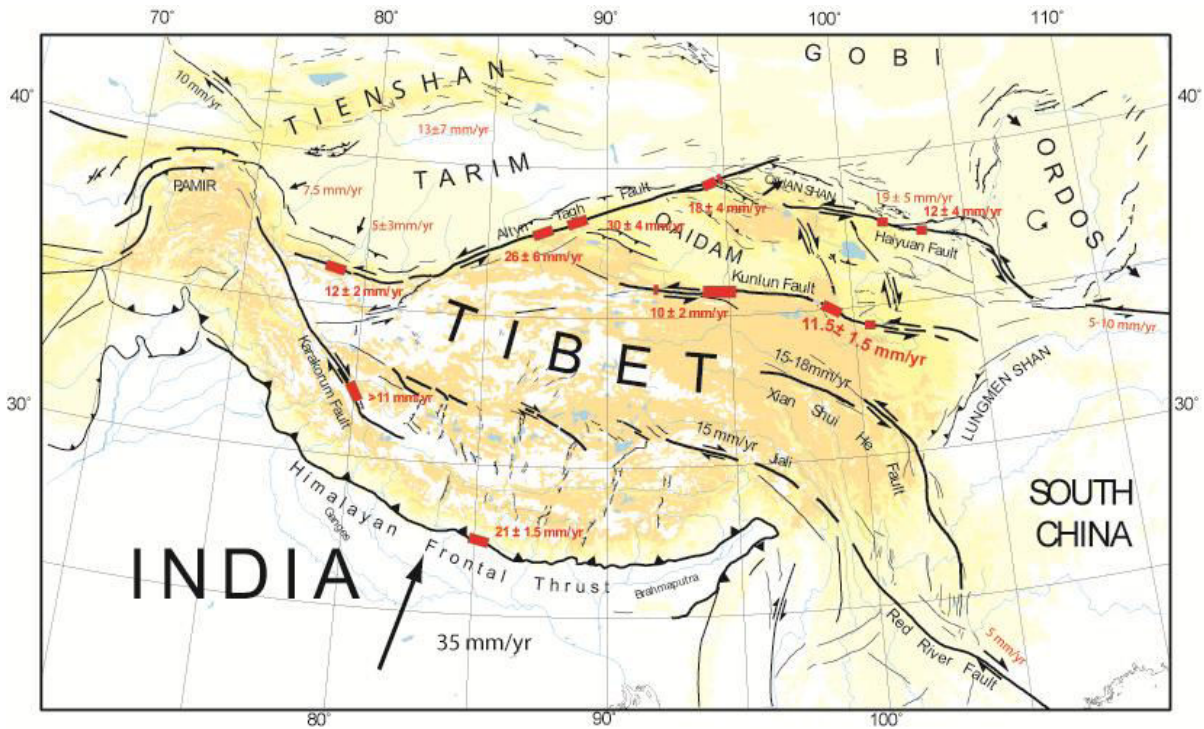 70° 80° 90° 100° 110°
GOBI
40°
40°
10 mm/yr
TIENSHAN
13±7 mm/yr
TARIM
ORDOS
PAMIR
7.5 mm/yr
QILIAN SHAN
19 ± 5 mm/yr
12 ± 4 mm/yr
5±3mm/yr
Altyn Tagh Fault
18 ± 4 mm/yr
30 ± 4 mm/yr
QAIDAM
Haiyuan Fault
26 ± 6 mm/yr
Kunlun Fault
12 ± 2 mm/yr
10 ± 2 mm/yr
11.5± 1.5 mm/yr
5-10 mm/yr
TIBET
Karakorum Fault
>11 mm/yr
15-18mm/yr
Xian Shui He Fault
LUNGMEN SHAN
30°
30°
15 mm/yr
Jiali
SOUTH
CHINA
Himalayan Frontal Thrust
Ganges
21 ± 1.5 mm/yr
INDIA
Brahmaputra
35 mm/yr
Red River Fault
5 mm/yr
80° 90° 100°